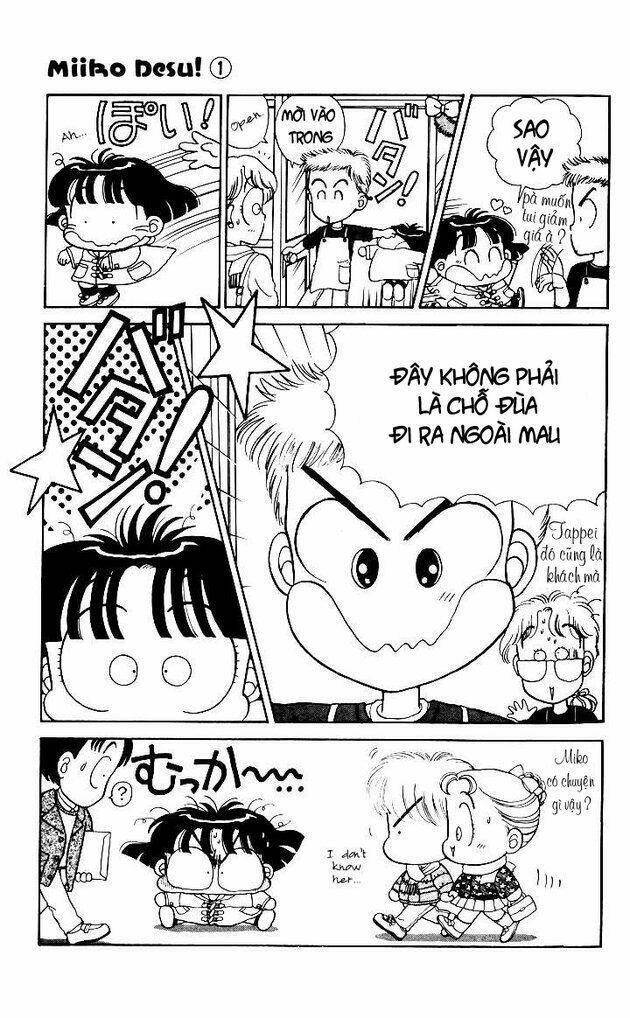 Miiko Desu! ①
Ah...
ぽい!
Open
MỜI VÀO
TRONG
バタン!
SAO
VẬY
pà muốn
tui giảm
giá à ?
バタン!
ĐÂY KHÔNG PHẢI
LÀ CHỖ ĐÙA
ĐI RA NGOÀI MAU
Tappei
đó cũng là
khách mà
?
むっか〜〜...
I don't
know
her...
Miko
có chuyện
gì vậy ?